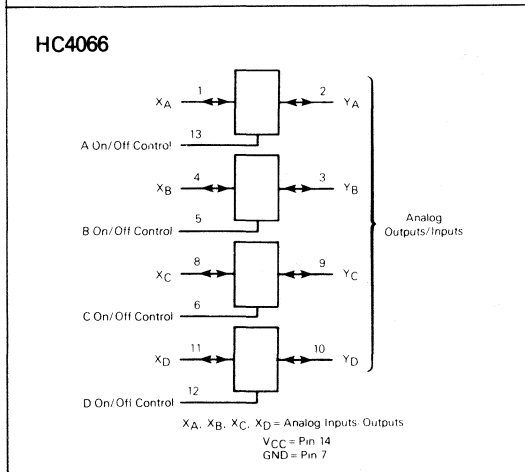 HC4066
1 2
XA YA
13
A On/Off Control
4 3
XB YB
5
B On/Off Control
8 9
XC YC
6
C On/Off Control
11 10
XD YD
12
D On/Off Control
Analog
Outputs/Inputs
XA, XB, XC, XD = Analog Inputs Outputs
VCC = Pin 14
GND = Pin 7